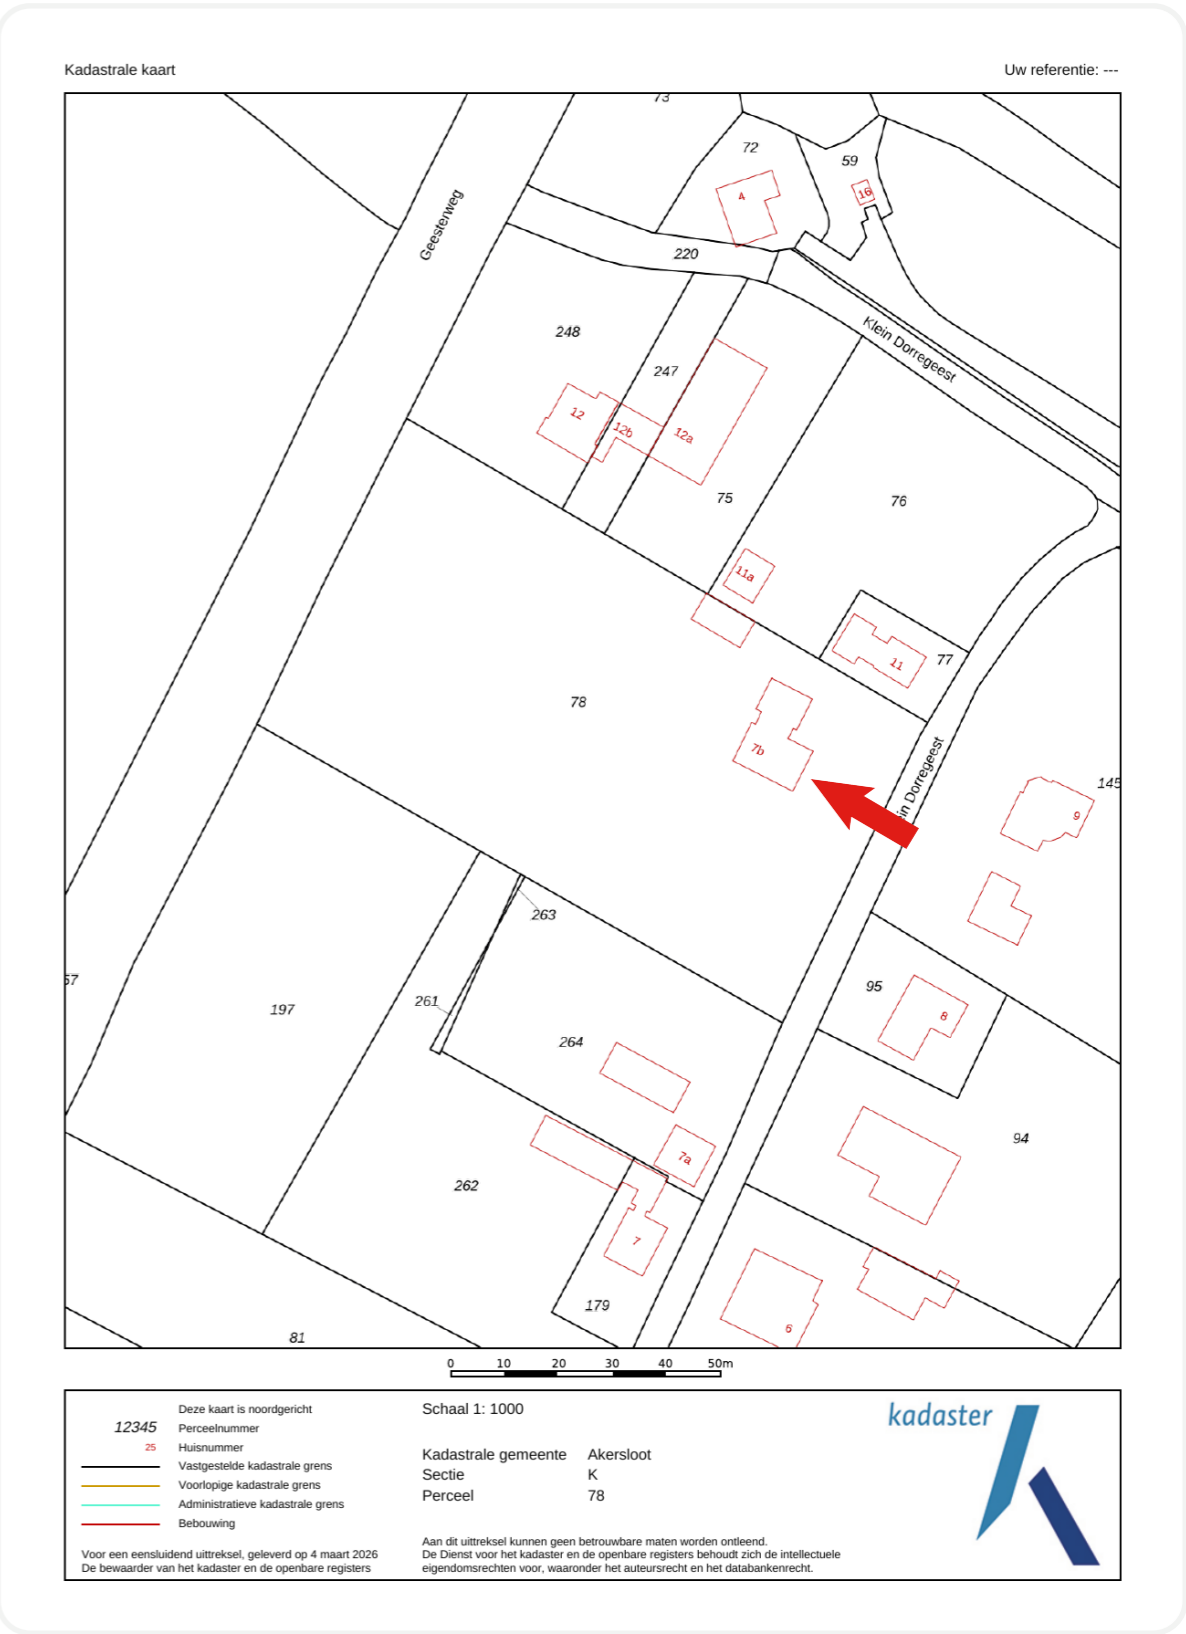 Kadastrale kaart
Uw referentie: ---
73
72
59
4
16
Geesterweg
220
248
Klein Dorregeest
247
12
12b
12a
75
76
11a
11
77
78
7b
Dorregeest
145
9
263
95
57
261
197
8
264
94
7a
262
7
179
6
81
0 10 20 30 40 50m
Deze kaart is noordgericht
12345 Perceelnummer
25 Huisnummer
Vastgestelde kadastrale grens
Voorlopige kadastrale grens
Administratieve kadastrale grens
Bebouwing
Voor een eensluidend uittreksel, geleverd op 4 maart 2026
De bewaarder van het kadaster en de openbare registers
Schaal 1: 1000
Kadastrale gemeente Akersloot
Sectie K
Perceel 78
Aan dit uittreksel kunnen geen betrouwbare maten worden ontleend.
De Dienst voor het kadaster en de openbare registers behoudt zich de intellectuele
eigendomsrechten voor, waaronder het auteursrecht en het databankenrecht.
kadaster